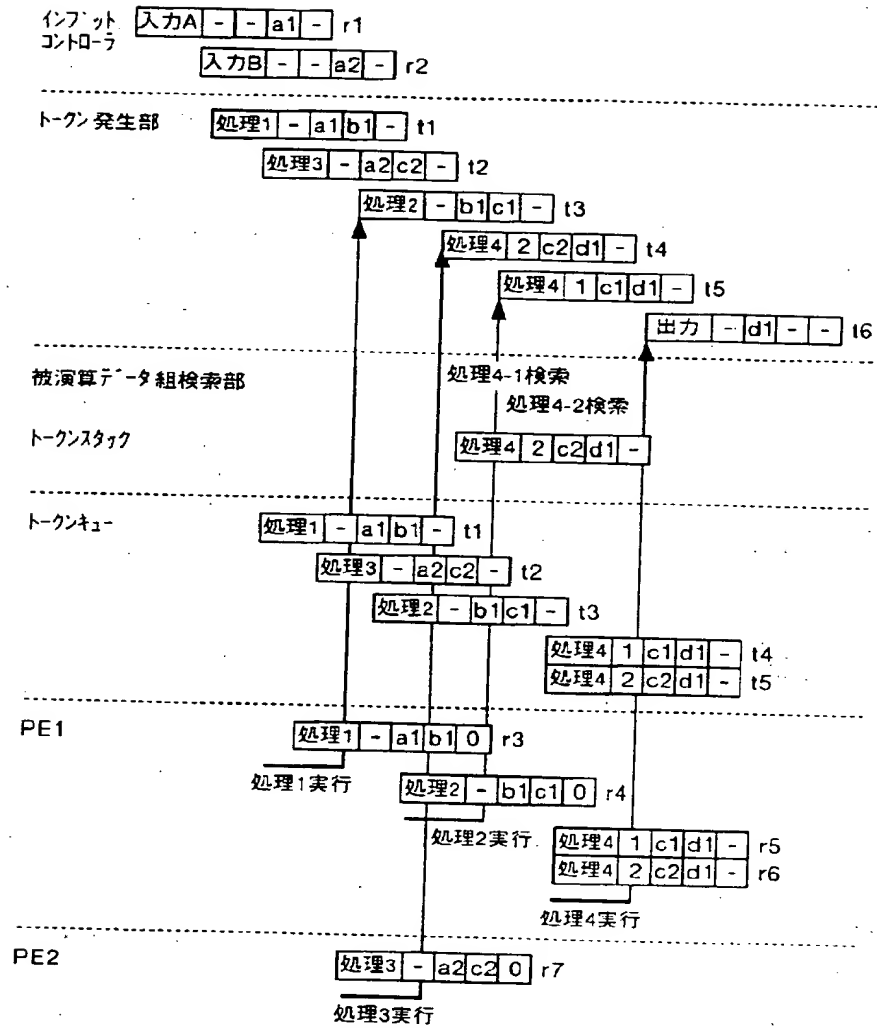 インプット コントローラ
入力A - - a1 - r1
入力B - - a2 - r2
トークン発生部
処理1 - a1 b1 - t1
処理3 - a2 c2 - t2
処理2 - b1 c1 - t3
処理4 2 c2 d1 - t4
処理4 1 c1 d1 - t5
出力 - d1 - - t6
被演算データ組検索部
処理4-1検索
処理4-2検索
トークンスタック
処理4 2 c2 d1 -
トークンキュー
処理1 - a1 b1 - t1
処理3 - a2 c2 - t2
処理2 - b1 c1 - t3
処理4 1 c1 d1 - t4
処理4 2 c2 d1 - t5
PE1
処理1 - a1 b1 0 r3
処理1実行
処理2 - b1 c1 0 r4
処理2実行
処理4 1 c1 d1 - r5
処理4 2 c2 d1 - r6
処理4実行
PE2
処理3 - a2 c2 0 r7
処理3実行